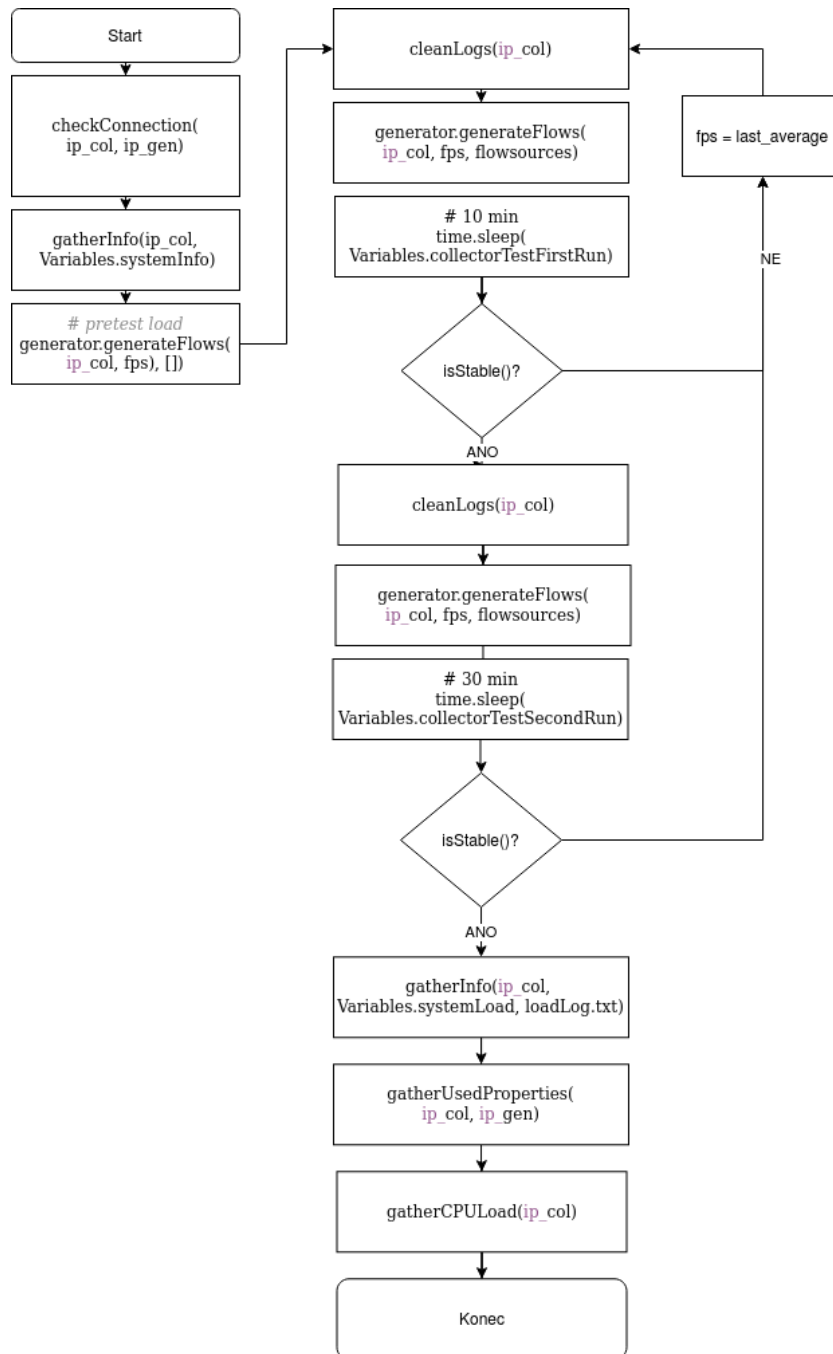 Start
checkConnection(
ip_col, ip_gen)
gatherInfo(ip_col,
Variables.systemInfo)
# pretest load
generator.generateFlows(
ip_col, fps), [])
cleanLogs(ip_col)
generator.generateFlows(
ip_col, fps, flowsources)
# 10 min
time.sleep(
Variables.collectorTestFirstRun)
isStable()?
fps = last_average
NE
ANO
cleanLogs(ip_col)
generator.generateFlows(
ip_col, fps, flowsources)
# 30 min
time.sleep(
Variables.collectorTestSecondRun)
isStable()?
ANO
gatherInfo(ip_col,
Variables.systemLoad, loadLog.txt)
gatherUsedProperties(
ip_col, ip_gen)
gatherCPULoad(ip_col)
Konec